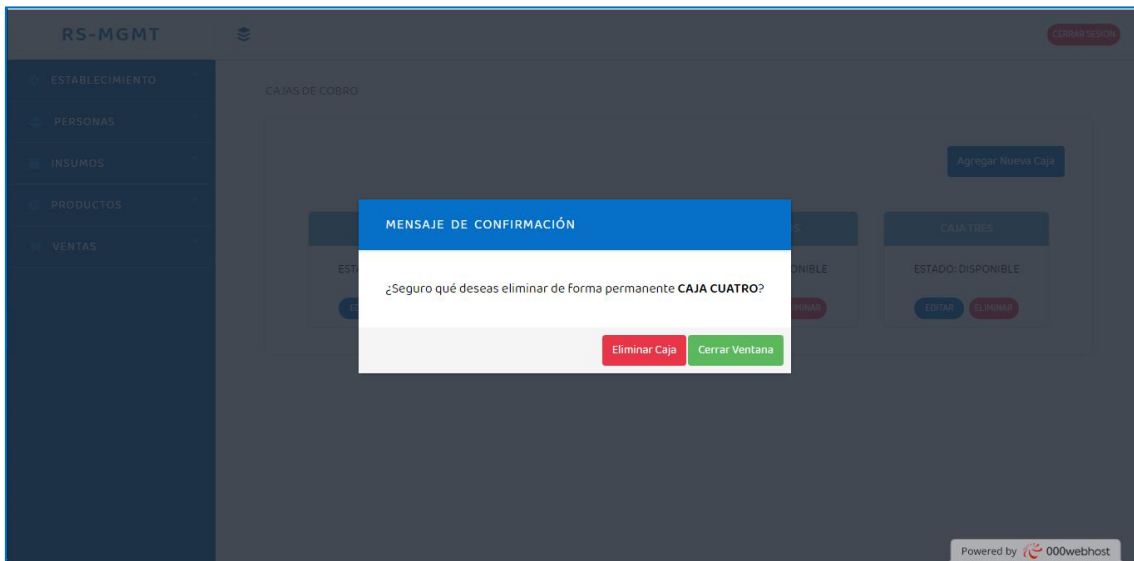 RS-MGMT
CERRAR SESION
ESTABLECIMIENTO
CAJAS DE COBRO
PERSONAS
INSUMOS
Agregar Nueva Caja
PRODUCTOS
MENSAJE DE CONFIRMACIÓN
CAJA TRES
VENTAS
ESTADO: DISPONIBLE
¿Seguro qué deseas eliminar de forma permanente CAJA CUATRO?
EDITAR ELIMINAR
Eliminar Caja Cerrar Ventana
Powered by 000webhost